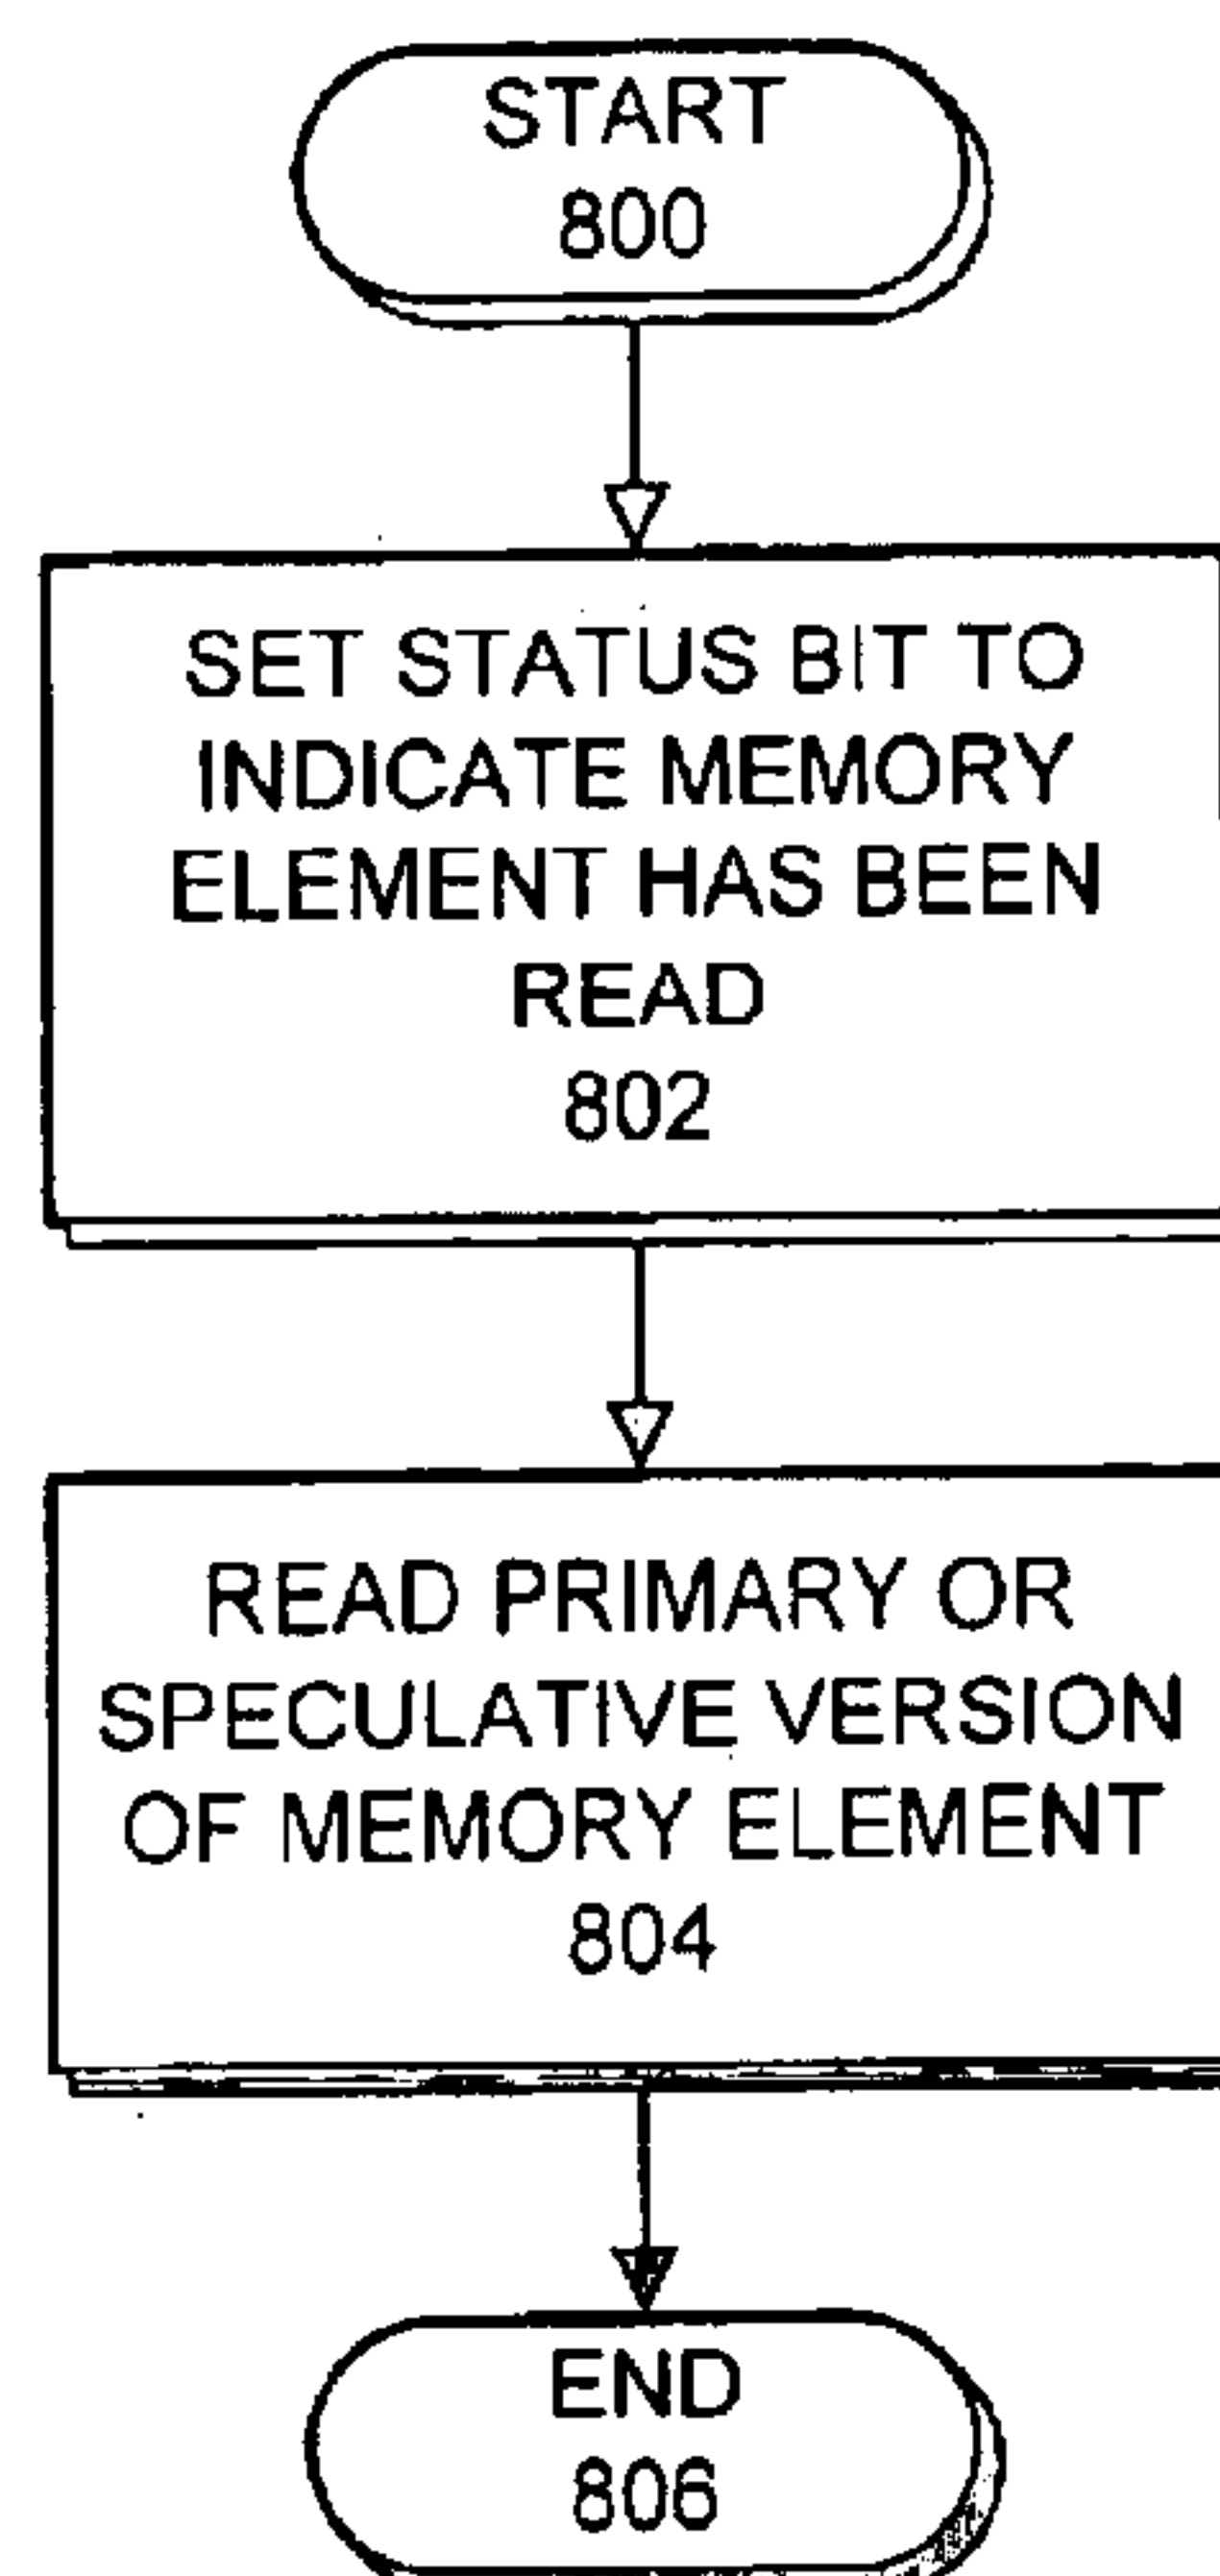 START
800
SET STATUS BIT TO
INDICATE MEMORY
ELEMENT HAS BEEN
READ
802
READ PRIMARY OR
SPECULATIVE VERSION
OF MEMORY ELEMENT
804
END
806